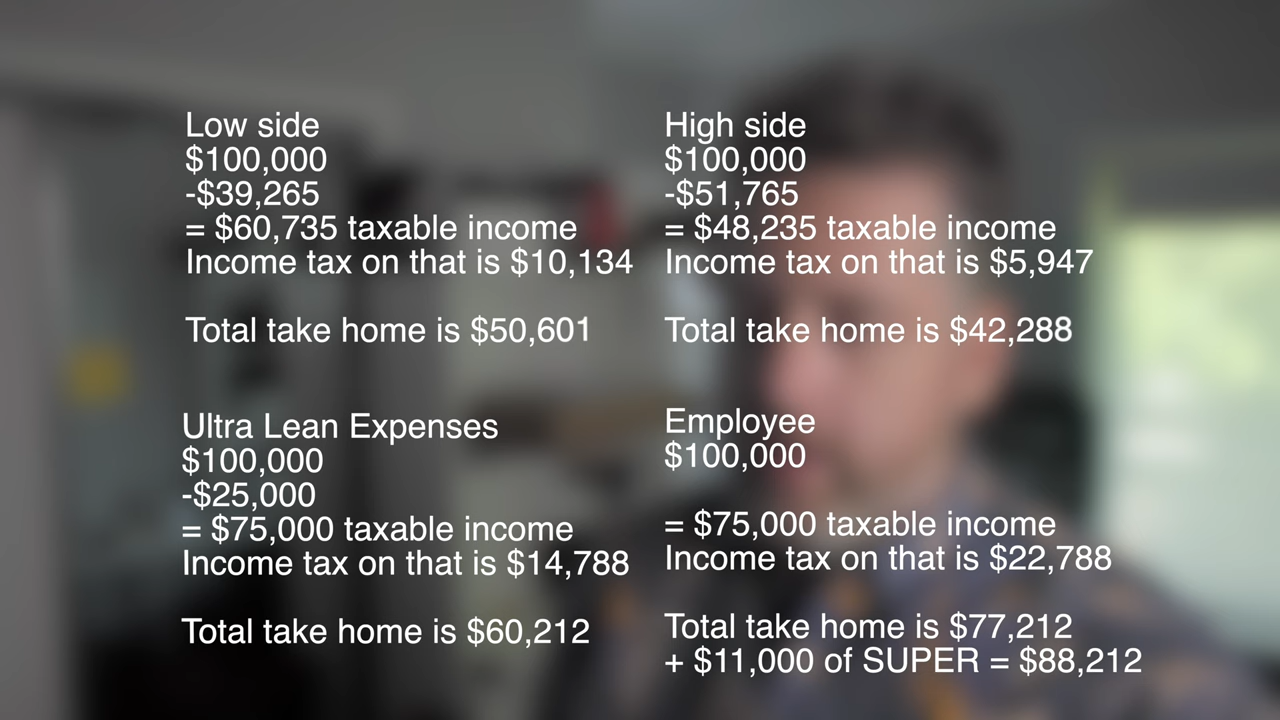 Low side
$100,000
-$39,265
= $60,735 taxable income
Income tax on that is $10,134
Total take home is $50,601
High side
$100,000
-$51,765
= $48,235 taxable income
Income tax on that is $5,947
Total take home is $42,288
Ultra Lean Expenses
$100,000
-$25,000
= $75,000 taxable income
Income tax on that is $14,788
Total take home is $60,212
Employee
$100,000
= $75,000 taxable income
Income tax on that is $22,788
Total take home is $77,212
+ $11,000 of SUPER = $88,212